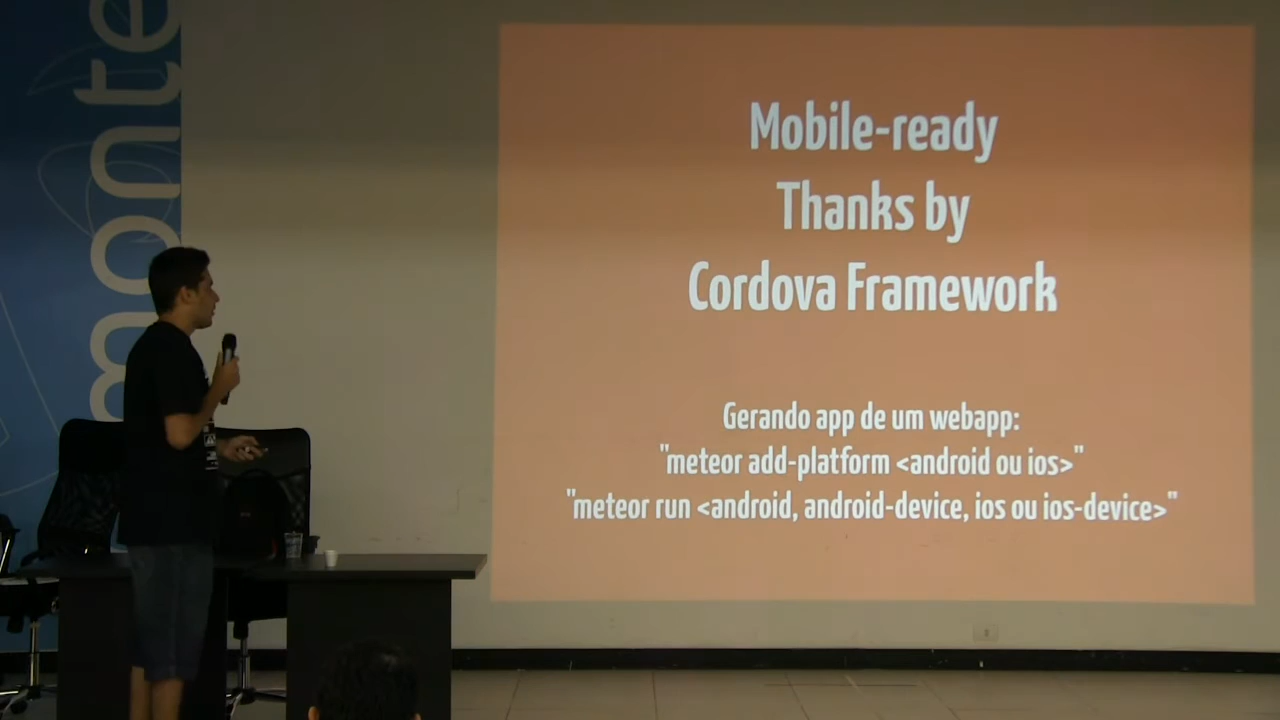 monte
Mobile-ready
Thanks by
Cordova Framework
Gerando app de um webapp:
"meteor add-platform <android ou ios>"
"meteor run <android, android-device, ios ou ios-device>"